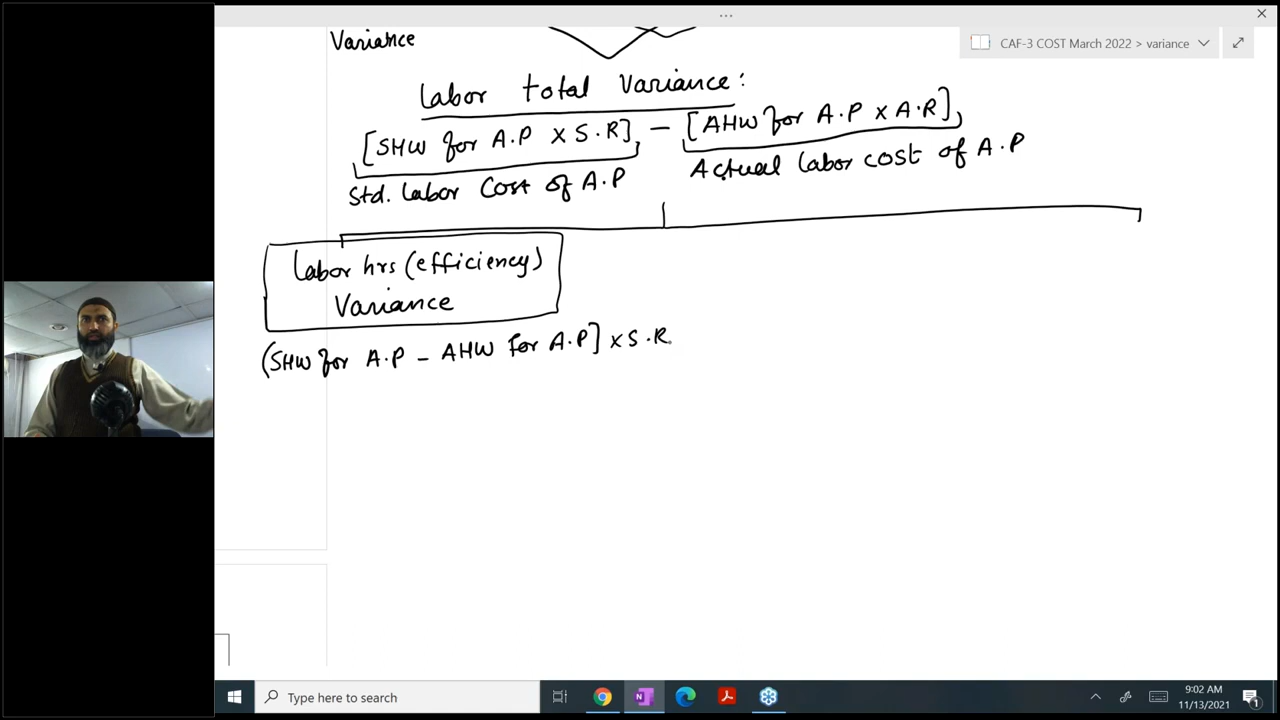 ...
CAF-3 COST March 2022 > variance
Variance
Labor total Variance:
[SHW for A.P X S.R] – [AHW for A.P X A.R]
Std. labor Cost of A.P
Actual labor cost of A.P
Labor hrs (efficiency)
Variance
(SHW for A.P – AHW for A.P] X S.R
Type here to search
9:02 AM
11/13/2021
1